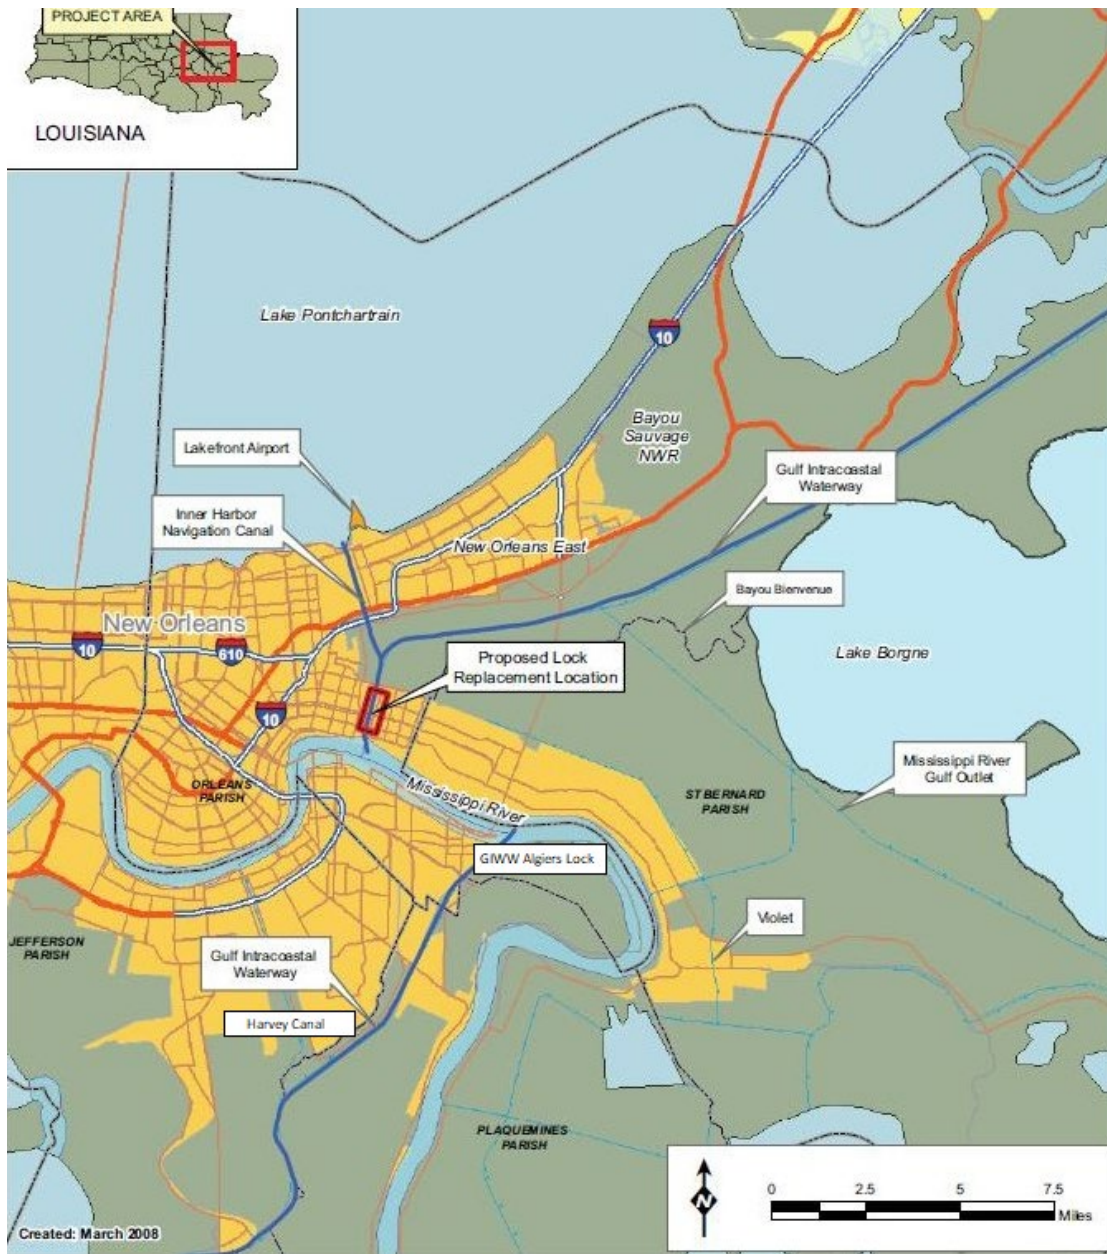 PROJECT AREA
LOUISIANA
Lake Pontchartrain
10
Bayou
Sauvage
NWR
Lakefront Airport
Gulf Intracoastal
Waterway
Inner Harbor
Navigation Canal
New Orleans East
Bayou Bienvenue
New Orleans
10
610
Proposed Lock
Replacement Location
Lake Borgne
10
Mississippi River
Gulf Outlet
ORLEANS
PARISH
Mississippi River
ST BERNARD
PARISH
GIWW Algiers Lock
Violet
JEFFERSON
PARISH
Gulf Intracoastal
Waterway
Harvey Canal
PLAQUEMINES
PARISH
N
0 2.5 5 7.5
Miles
Created: March 2008